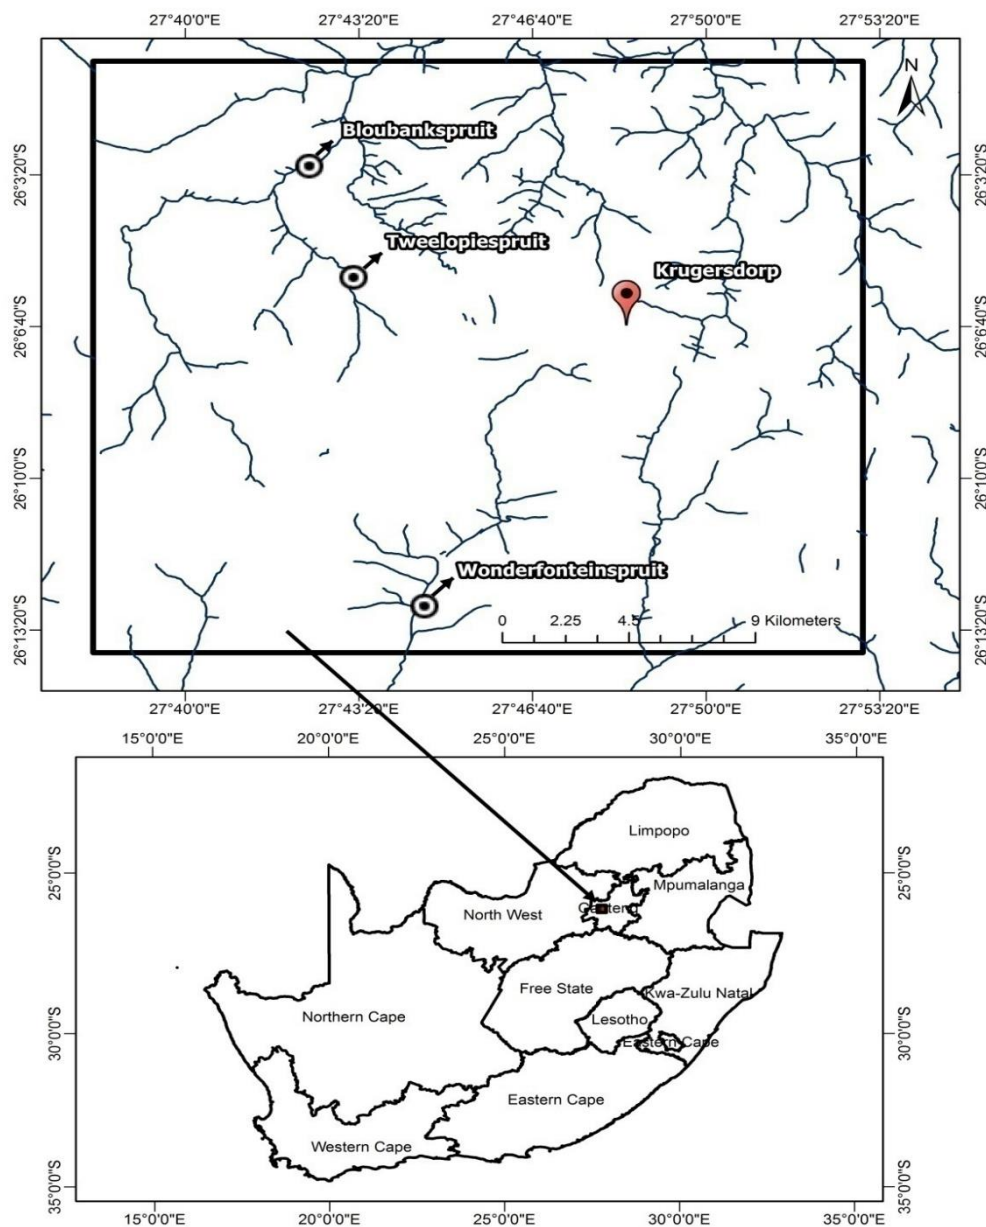 27°40'0"E 27°43'20"E 27°46'40"E 27°50'0"E 27°53'20"E
N
Bloubankspruit
26°3'20"S 26°3'20"S
Tweelopiespruit
Krugersdorp
26°6'40"S 26°6'40"S
26°10'0"S 26°10'0"S
Wonderfonteinspruit
0 2.25 4.5 9 Kilometers
26°13'20"S 26°13'20"S
27°40'0"E 27°43'20"E 27°46'40"E 27°50'0"E 27°53'20"E
15°0'0"E 20°0'0"E 25°0'0"E 30°0'0"E 35°0'0"E
Limpopo
25°0'0"S 25°0'0"S
Mpumalanga
North West
Gauteng
Free State
Kwa-Zulu Natal
Northern Cape
Lesotho
30°0'0"S 30°0'0"S
Eastern Cape
Eastern Cape
Western Cape
35°0'0"S 35°0'0"S
15°0'0"E 20°0'0"E 25°0'0"E 30°0'0"E 35°0'0"E